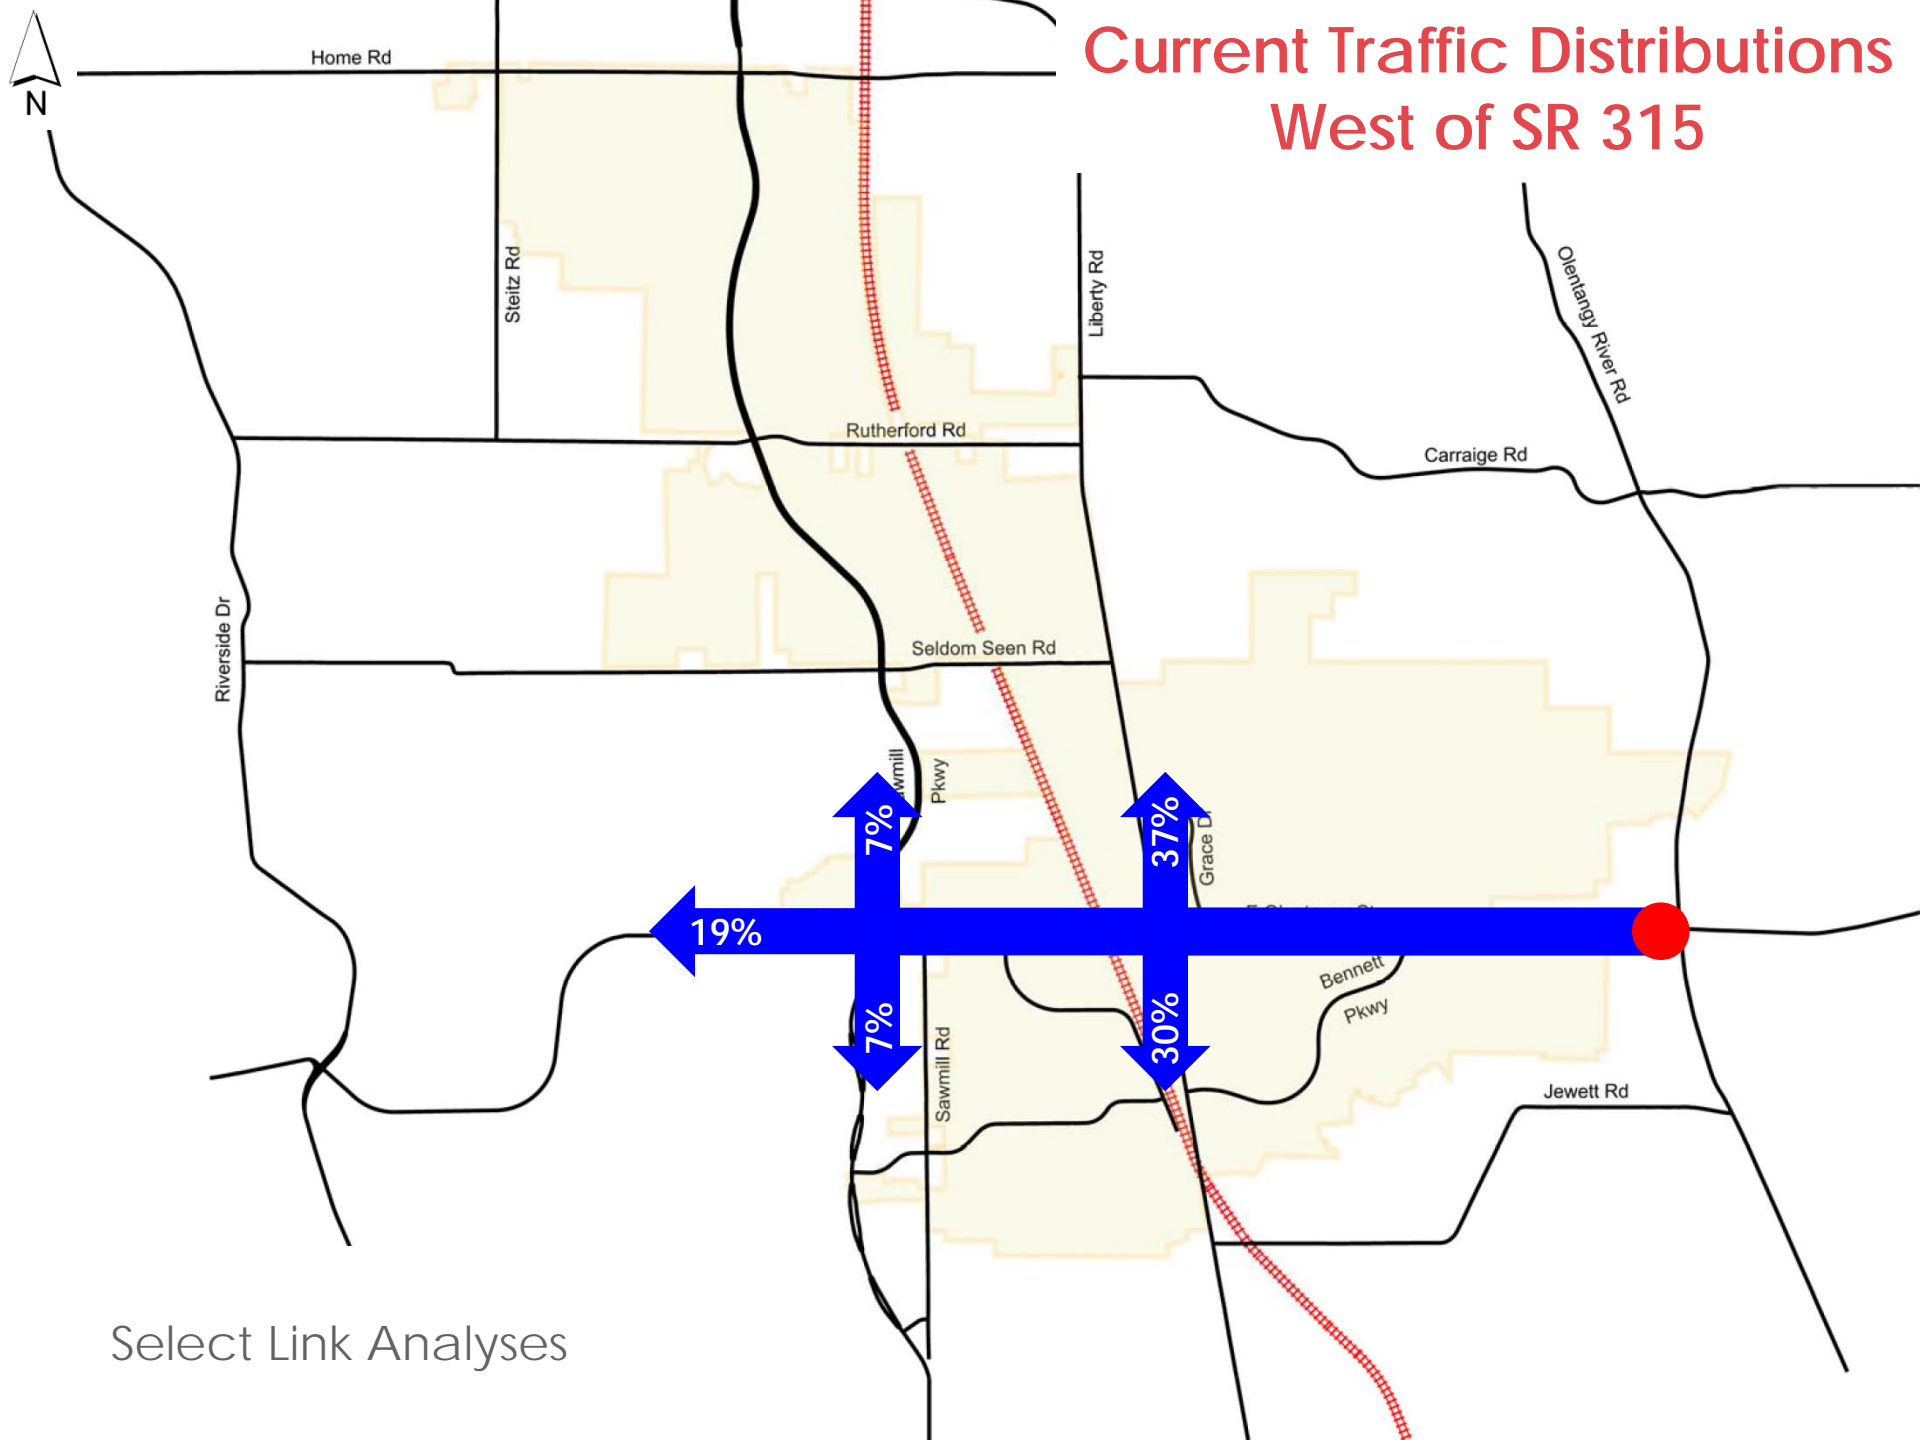 Current Traffic Distributions
West of SR 315
Home Rd
N
Steitz Rd
Liberty Rd
Olentangy River Rd
Rutherford Rd
Carraige Rd
Riverside Dr
Seldom Seen Rd
Pkwy
7%
37%
Grace Dr
19%
Bennett
Pkwy
7%
30%
Sawmill Rd
Jewett Rd
Select Link Analyses